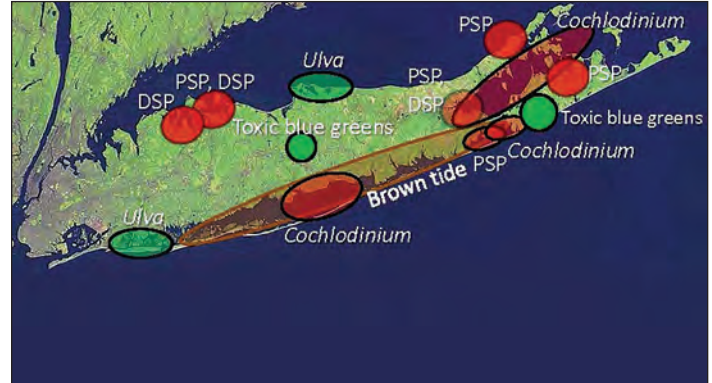 Cochlodinium
PSP
Ulva
PSP,
DSP
PSP
PSP, DSP
DSP
Toxic blue greens
Toxic blue greens
Cochlodinium
PSP
Brown tide
Ulva
Cochlodinium